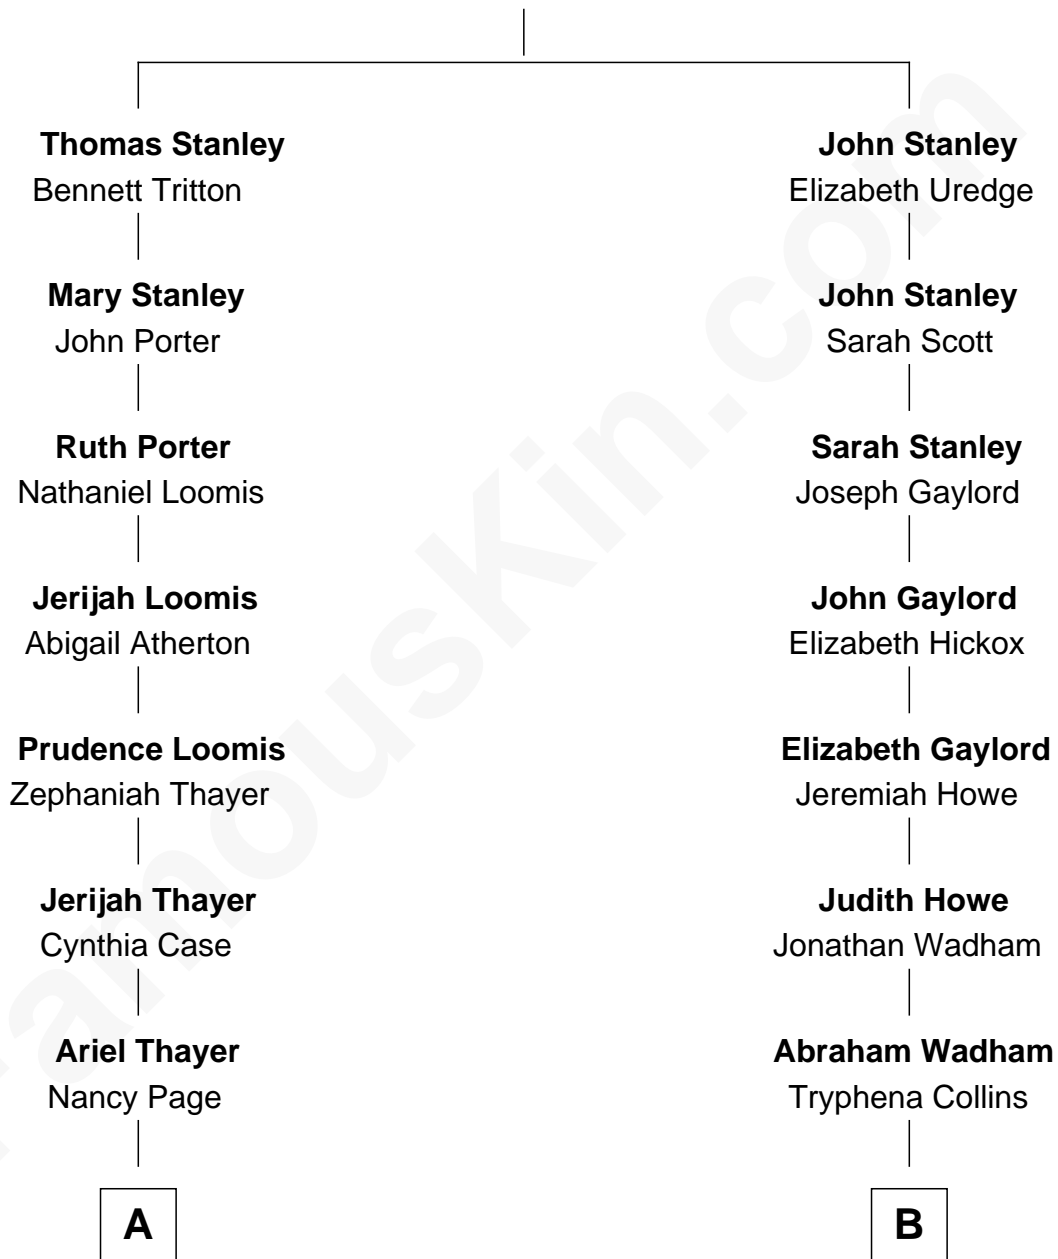 Thomas Stanley
Bennett Tritton
Mary Stanley
John Porter
Ruth Porter
Nathaniel Loomis
Jerijah Loomis
Abigail Atherton
Prudence Loomis
Zephaniah Thayer
Jerijah Thayer
Cynthia Case
Ariel Thayer
Nancy Page
A
John Stanley
Elizabeth Uredge
John Stanley
Sarah Scott
Sarah Stanley
Joseph Gaylord
John Gaylord
Elizabeth Hickox
Elizabeth Gaylord
Jeremiah Howe
Judith Howe
Jonathan Wadham
Abraham Wadham
Tryphena Collins
B
FamousKin.com